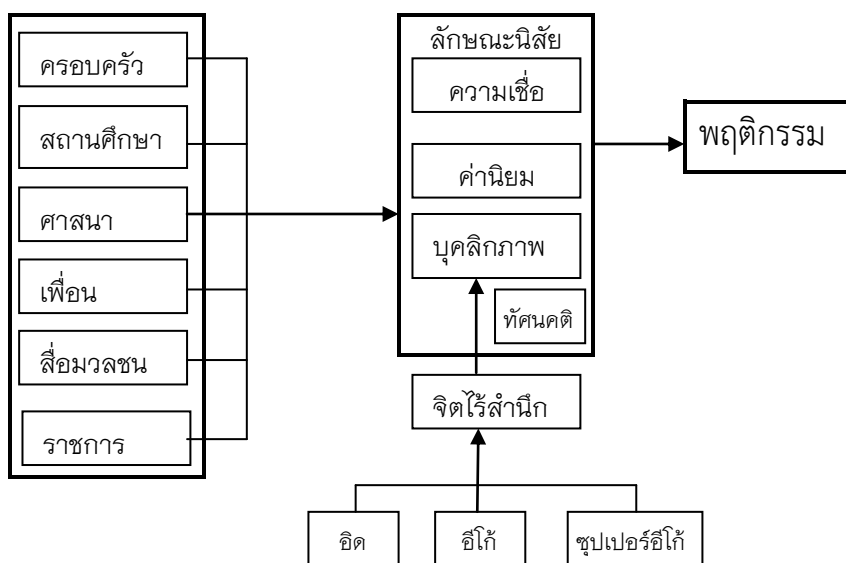 ครอบครัว
สถานศึกษา
ศาสนา
เพื่อน
สื่อมวลชน
ราชการ
ลักษณะนิสัย
ความเชื่อ
ค่านิยม
บุคลิกภาพ
ทัศนคติ
พฤติกรรม
จิตไร้สำนึก
อิด
อีโก้
ซุปเปอร์อีโก้